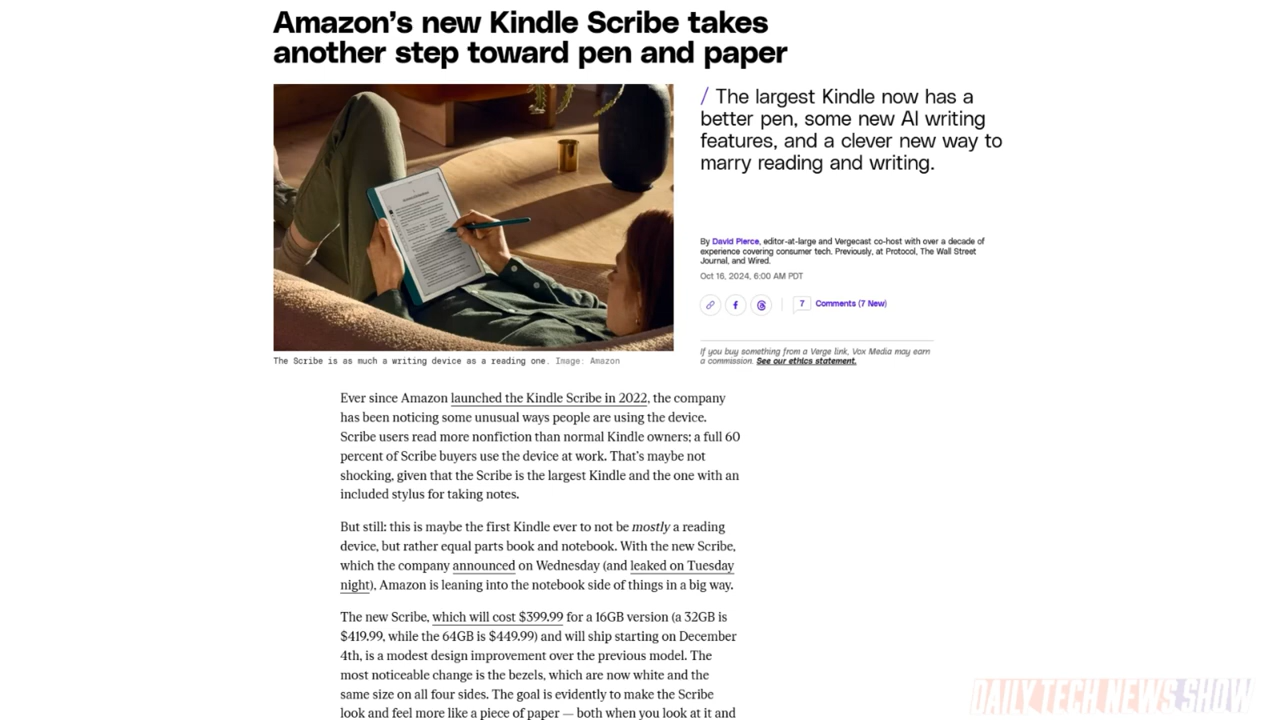 Amazon’s new Kindle Scribe takes
another step toward pen and paper
/ The largest Kindle now has a
better pen, some new AI writing
features, and a clever new way to
marry reading and writing.
By David Pierce, editor-at-large and Vergecast co-host with over a decade of
experience covering consumer tech. Previously, at Protocol, The Wall Street
Journal, and Wired.
Oct 16, 2024, 6:00 AM PDT
7 Comments (7 New)
The Scribe is as much a writing device as a reading one. Image: Amazon
If you buy something from a Verge link, Vox Media may earn
a commission. See our ethics statement.
Ever since Amazon launched the Kindle Scribe in 2022, the company
has been noticing some unusual ways people are using the device.
Scribe users read more nonfiction than normal Kindle owners; a full 60
percent of Scribe buyers use the device at work. That’s maybe not
shocking, given that the Scribe is the largest Kindle and the one with an
included stylus for taking notes.
But still: this is maybe the first Kindle ever to not be mostly a reading
device, but rather equal parts book and notebook. With the new Scribe,
which the company announced on Wednesday (and leaked on Tuesday
night), Amazon is leaning into the notebook side of things in a big way.
The new Scribe, which will cost $399.99 for a 16GB version (a 32GB is
$419.99, while the 64GB is $449.99) and will ship starting on December
4th, is a modest design improvement over the previous model. The
most noticeable change is the bezels, which are now white and the
same size on all four sides. The goal is evidently to make the Scribe
look and feel more like a piece of paper — both when you look at it and
DAILY TECH NEWS SHOW